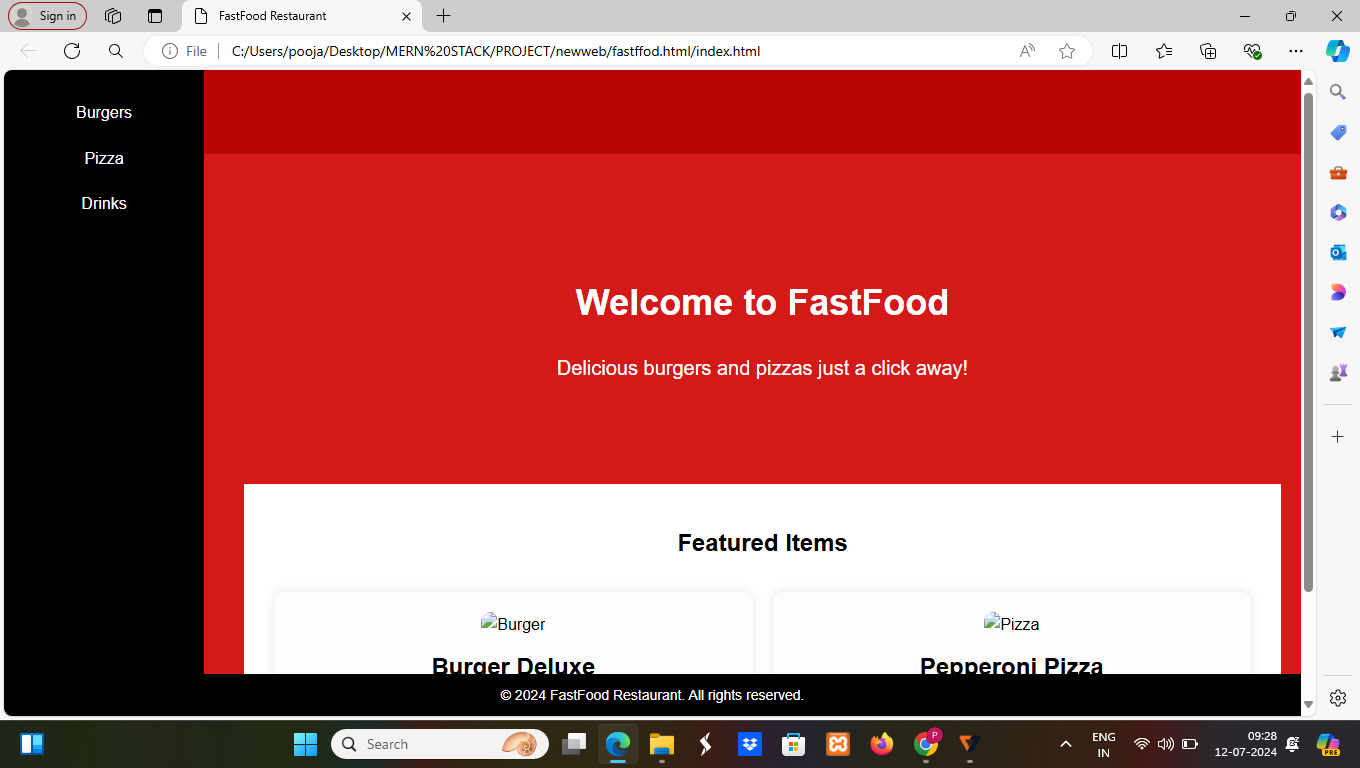 Sign in
FastFood Restaurant
File
C:/Users/pooja/Desktop/MERN%20STACK/PROJECT/newweb/fastffod.html/index.html
Burgers
Pizza
Drinks
Welcome to FastFood
Delicious burgers and pizzas just a click away!
Featured Items
Burger
Pizza
Burger Deluxe
Pepperoni Pizza
© 2024 FastFood Restaurant. All rights reserved.
Search
P
ENG
IN
09:28
12-07-2024
PRE